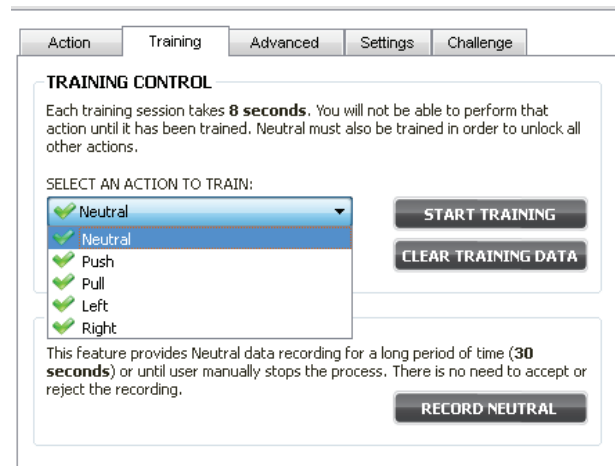 Action Training Advanced Settings Challenge
TRAINING CONTROL
Each training session takes 8 seconds. You will not be able to perform that
action until it has been trained. Neutral must also be trained in order to unlock all
other actions.
SELECT AN ACTION TO TRAIN:
Neutral
START TRAINING
Neutral
Push
Pull
Left
Right
CLEAR TRAINING DATA
This feature provides Neutral data recording for a long period of time (30
seconds) or until user manually stops the process. There is no need to accept or
reject the recording.
RECORD NEUTRAL